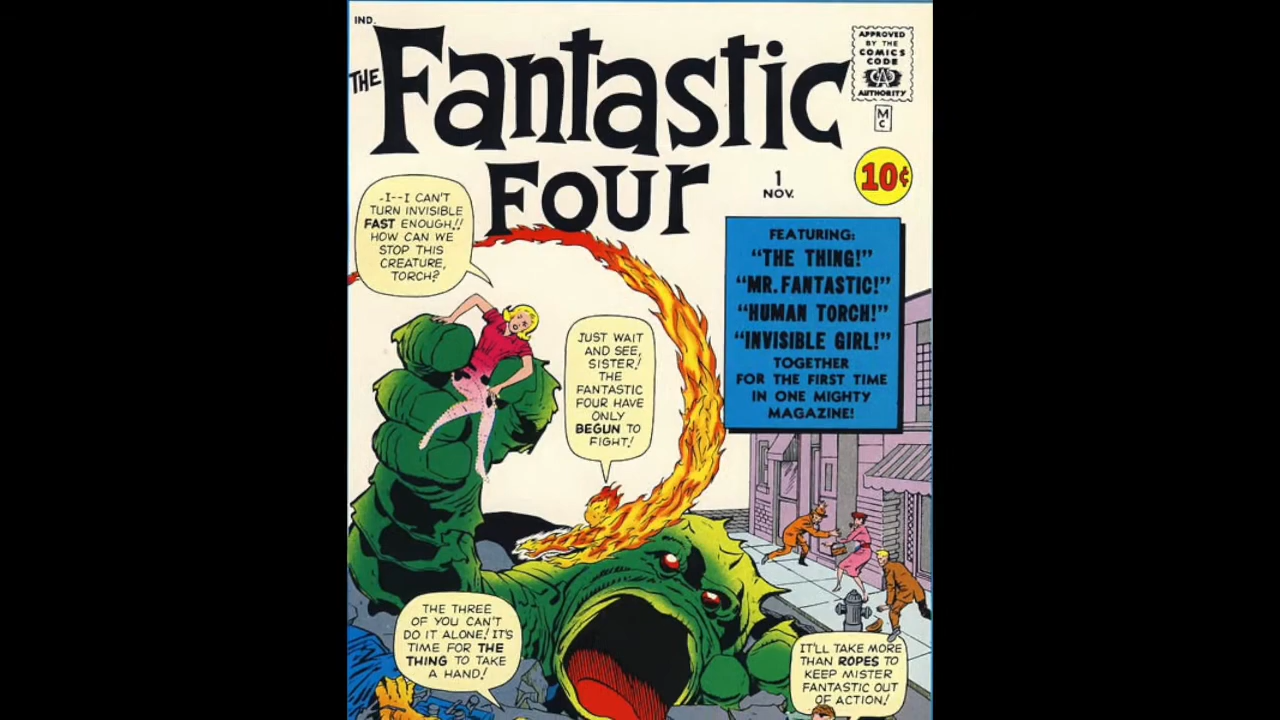 IND.
THE
Fantastic
Four
APPROVED
BY THE
COMICS
CODE
CA
AUTHORITY
M
C
10¢
1
NOV.
-I--I CAN'T
TURN INVISIBLE
FAST ENOUGH!!
HOW CAN WE
STOP THIS
CREATURE,
TORCH?
FEATURING:
"THE THING!"
"MR. FANTASTIC!"
"HUMAN TORCH!"
"INVISIBLE GIRL!"
TOGETHER
FOR THE FIRST TIME
IN ONE MIGHTY
MAGAZINE!
JUST WAIT
AND SEE,
SISTER!
THE
FANTASTIC
FOUR HAVE
ONLY
BEGUN TO
FIGHT!
THE THREE
OF YOU CAN'T
DO IT ALONE! IT'S
TIME FOR THE
THING TO TAKE
A HAND!
IT'LL TAKE MORE
THAN ROPES TO
KEEP MISTER
FANTASTIC OUT
OF ACTION!